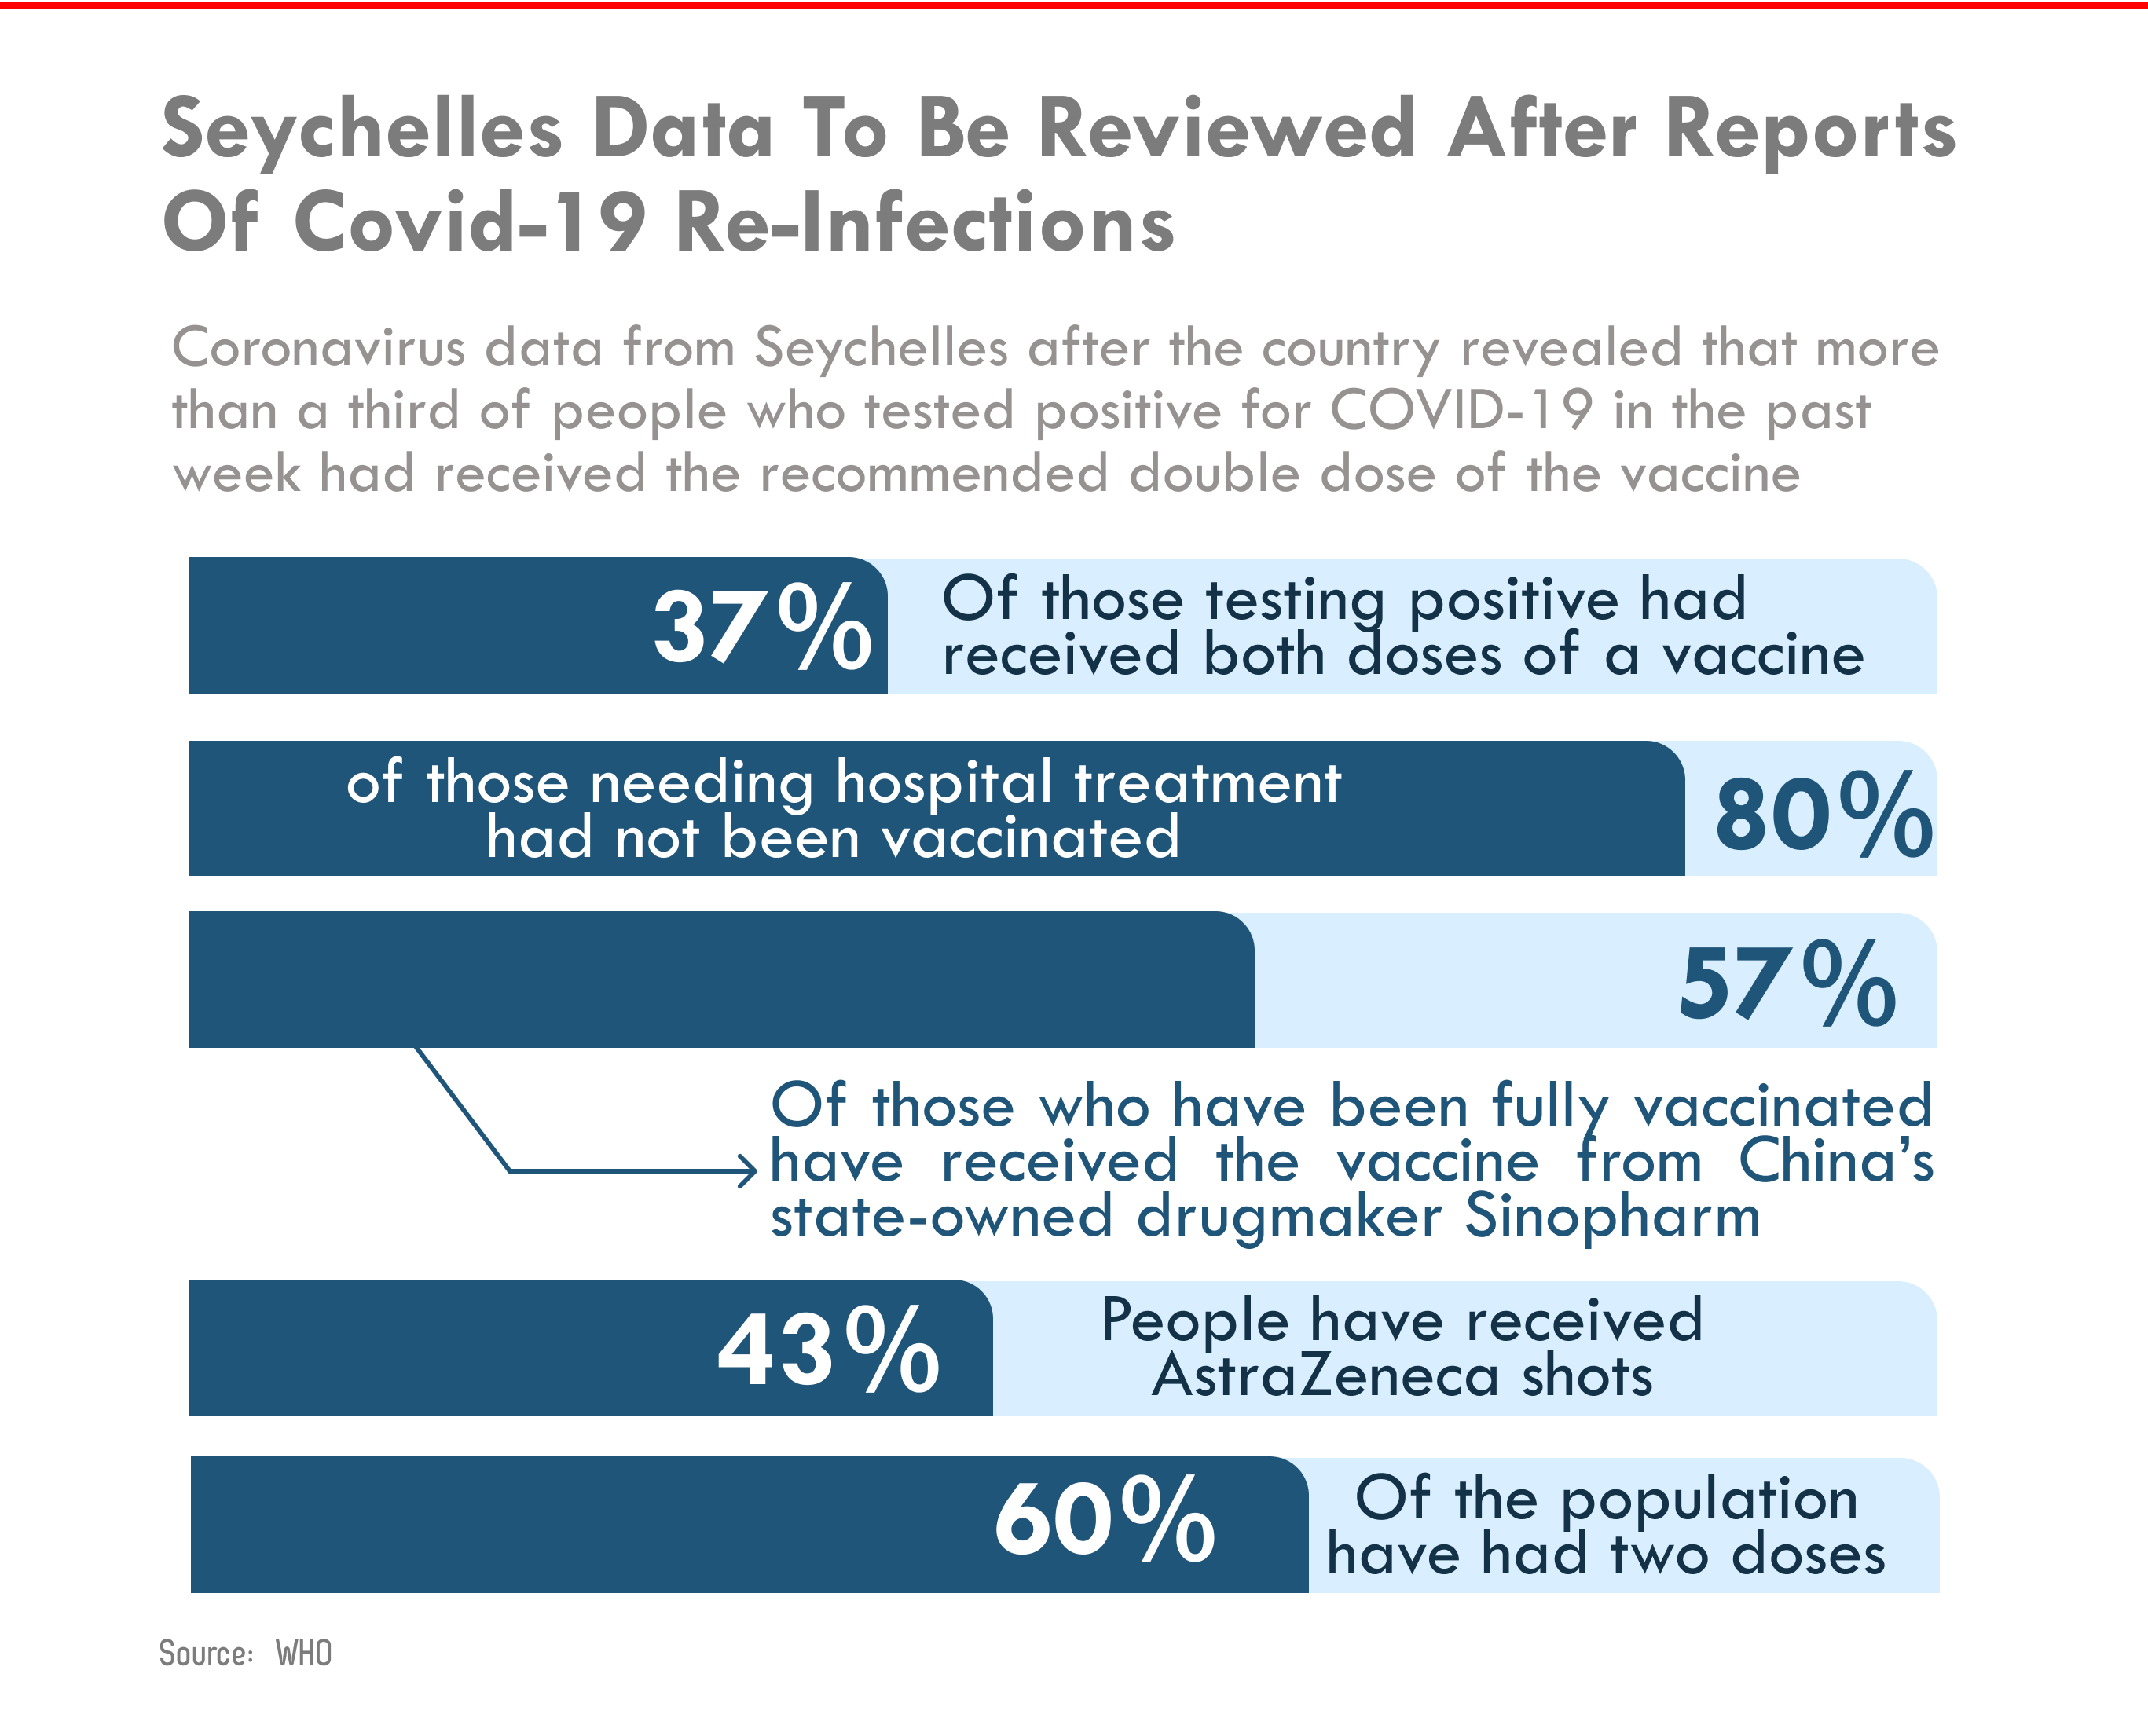 Seychelles Data To Be Reviewed After Reports
Of Covid-19 Re-Infections
Coronavirus data from Seychelles after the country revealed that more
than a third of people who tested positive for COVID-19 in the past
week had received the recommended double dose of the vaccine
37%
Of those testing positive had
received both doses of a vaccine
of those needing hospital treatment
had not been vaccinated
80%
57%
Of those who have been fully vaccinated
have received the vaccine from China's
state-owned drugmaker Sinopharm
43%
People have received
AstraZeneca shots
60%
Of the population
have had two doses
Source: WHO